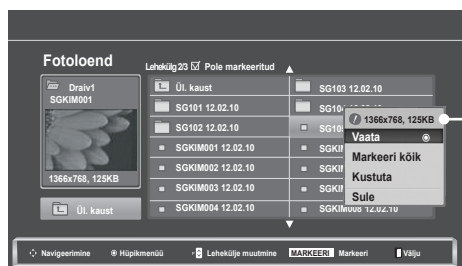 Fotoloend
Lehekülg 2/3 Pole markeeritud
Draiv1
SGKIM001
1366x768, 125KB
Ül. kaust
Ül. kaust
SG101 12.02.10
SG102 12.02.10
SGKIM001 12.02.10
SGKIM002 12.02.10
SGKIM003 12.02.10
SGKIM004 12.02.10
SG103 12.02.10
SGKIM008 12.02.10
1366x768, 125KB
Vaata
Markeeri kõik
Kustuta
Sule
Navigeerimine Hüpikmenüü Lehekülje muutmine MARKEERI Markeeri Välju